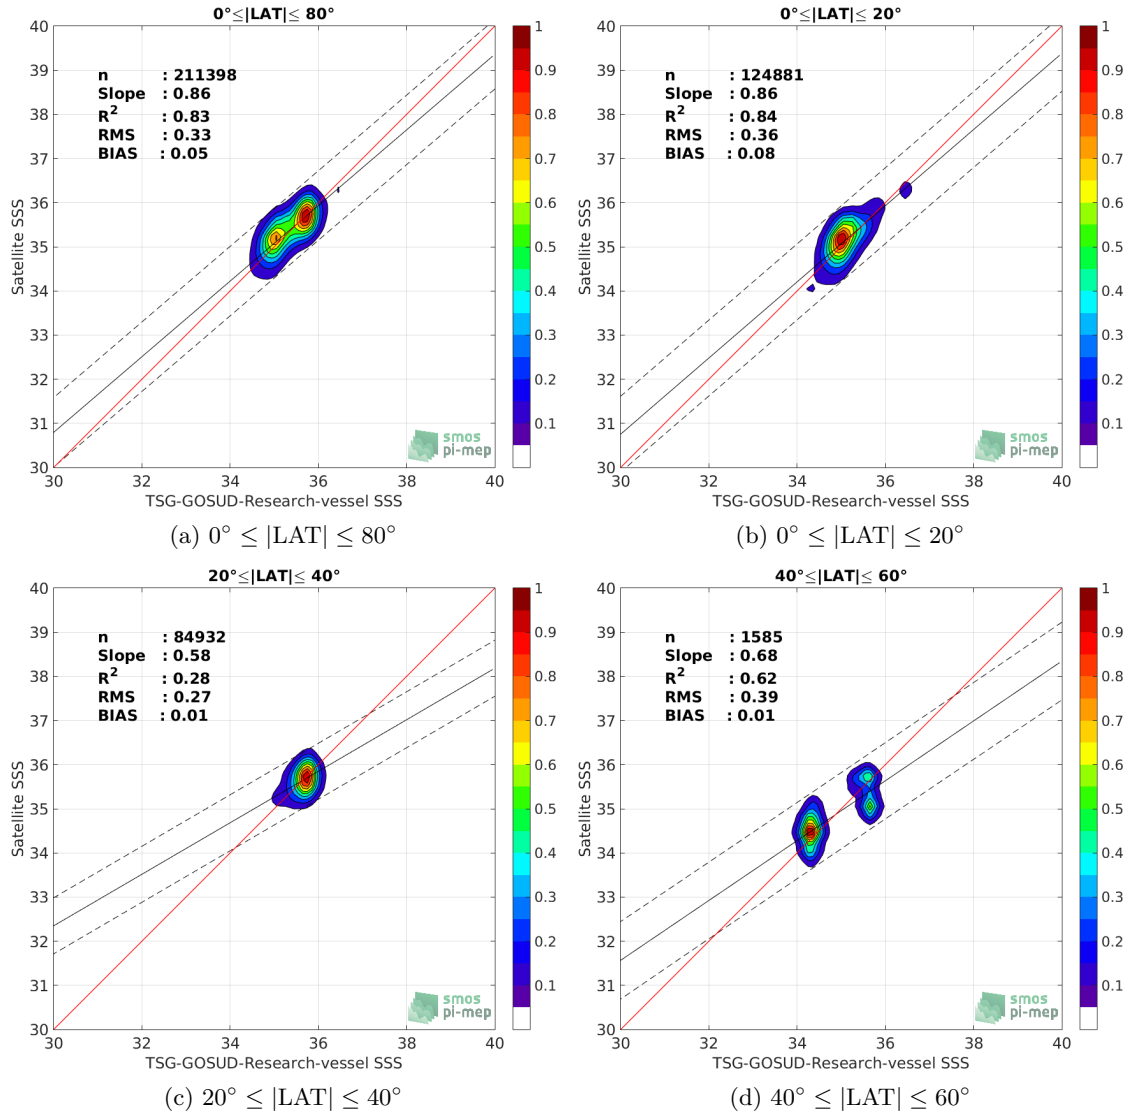 0°≤|LAT|≤ 80°
40
39
38
37
36
35
34
33
32
31
30
Satellite SSS
n : 211398
Slope : 0.86
R² : 0.83
RMS : 0.33
BIAS : 0.05
smos
pi-mep
30 32 34 36 38 40
TSG-GOSUD-Research-vessel SSS
1
0.9
0.8
0.7
0.6
0.5
0.4
0.3
0.2
0.1
(a) 0° ≤ |LAT| ≤ 80°
0°≤|LAT|≤ 20°
40
39
38
37
36
35
34
33
32
31
30
Satellite SSS
n : 124881
Slope : 0.86
R² : 0.84
RMS : 0.36
BIAS : 0.08
smos
pi-mep
30 32 34 36 38 40
TSG-GOSUD-Research-vessel SSS
1
0.9
0.8
0.7
0.6
0.5
0.4
0.3
0.2
0.1
(b) 0° ≤ |LAT| ≤ 20°
20°≤|LAT|≤ 40°
40
39
38
37
36
35
34
33
32
31
30
Satellite SSS
n : 84932
Slope : 0.58
R² : 0.28
RMS : 0.27
BIAS : 0.01
smos
pi-mep
30 32 34 36 38 40
TSG-GOSUD-Research-vessel SSS
1
0.9
0.8
0.7
0.6
0.5
0.4
0.3
0.2
0.1
(c) 20° ≤ |LAT| ≤ 40°
40°≤|LAT|≤ 60°
40
39
38
37
36
35
34
33
32
31
30
Satellite SSS
n : 1585
Slope : 0.68
R² : 0.62
RMS : 0.39
BIAS : 0.01
smos
pi-mep
30 32 34 36 38 40
TSG-GOSUD-Research-vessel SSS
1
0.9
0.8
0.7
0.6
0.5
0.4
0.3
0.2
0.1
(d) 40° ≤ |LAT| ≤ 60°